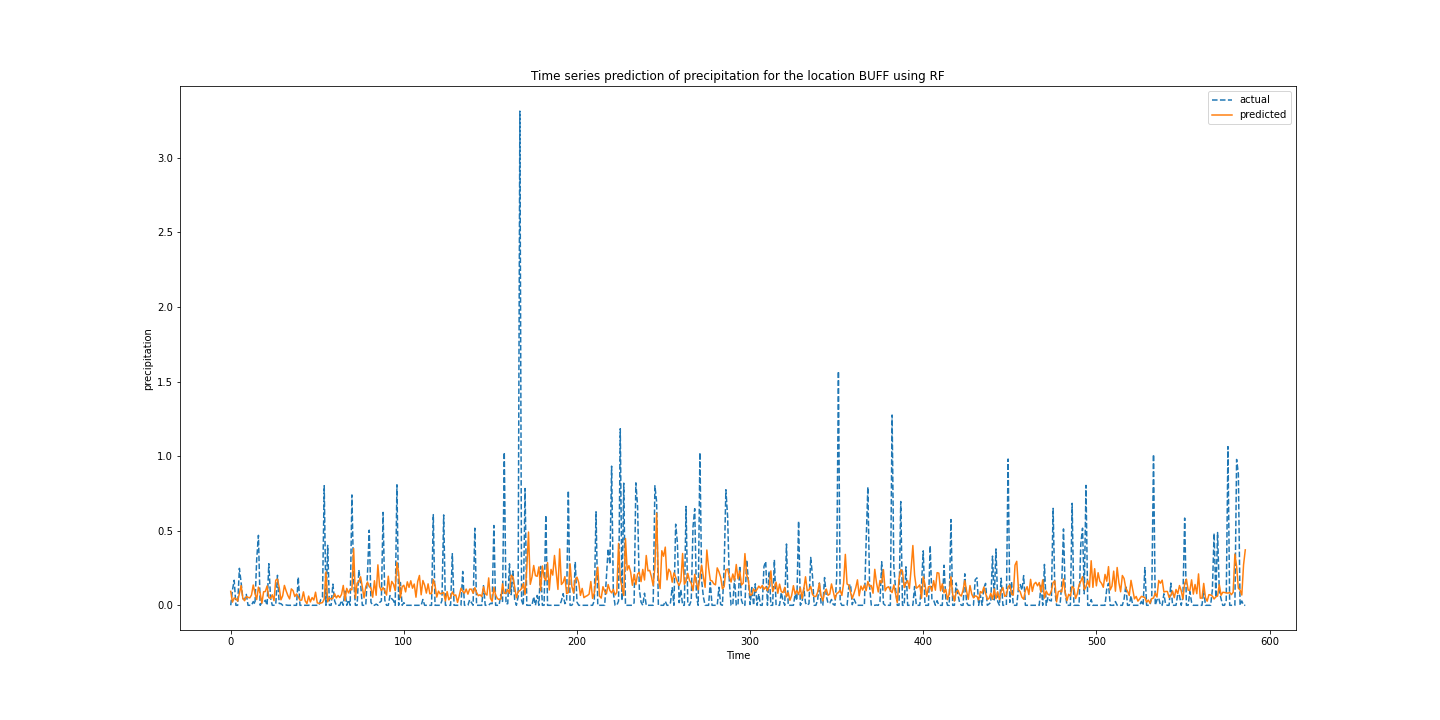 Time series prediction of precipitation for the location BUFF using RF
actual
predicted
3.0
2.5
2.0
1.5
1.0
0.5
0.0
precipitation
0 100 200 300 400 500 600
Time